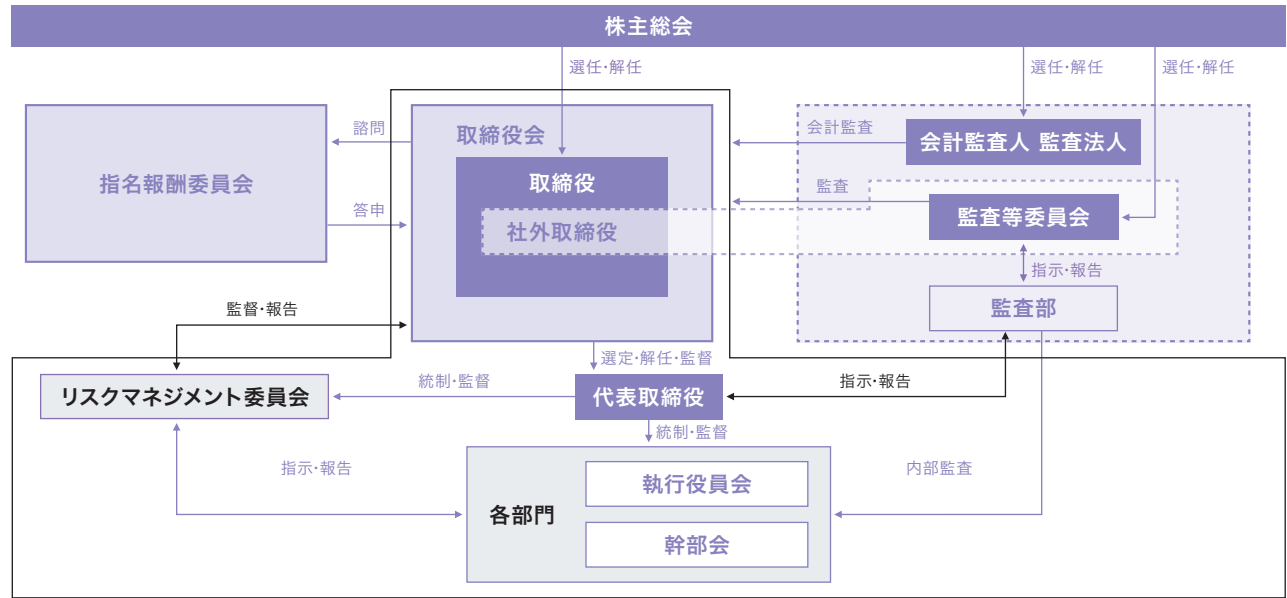 株主総会
選任･解任
選任･解任
選任･解任
諮問
取締役会
会計監査
会計監査人 監査法人
指名報酬委員会
取締役
監査
答申
社外取締役
監査等委員会
指示･報告
監督･報告
監査部
選定･解任･監督
リスクマネジメント委員会
統制･監督
代表取締役
指示･報告
統制･監督
指示･報告
執行役員会
内部監査
各部門
幹部会